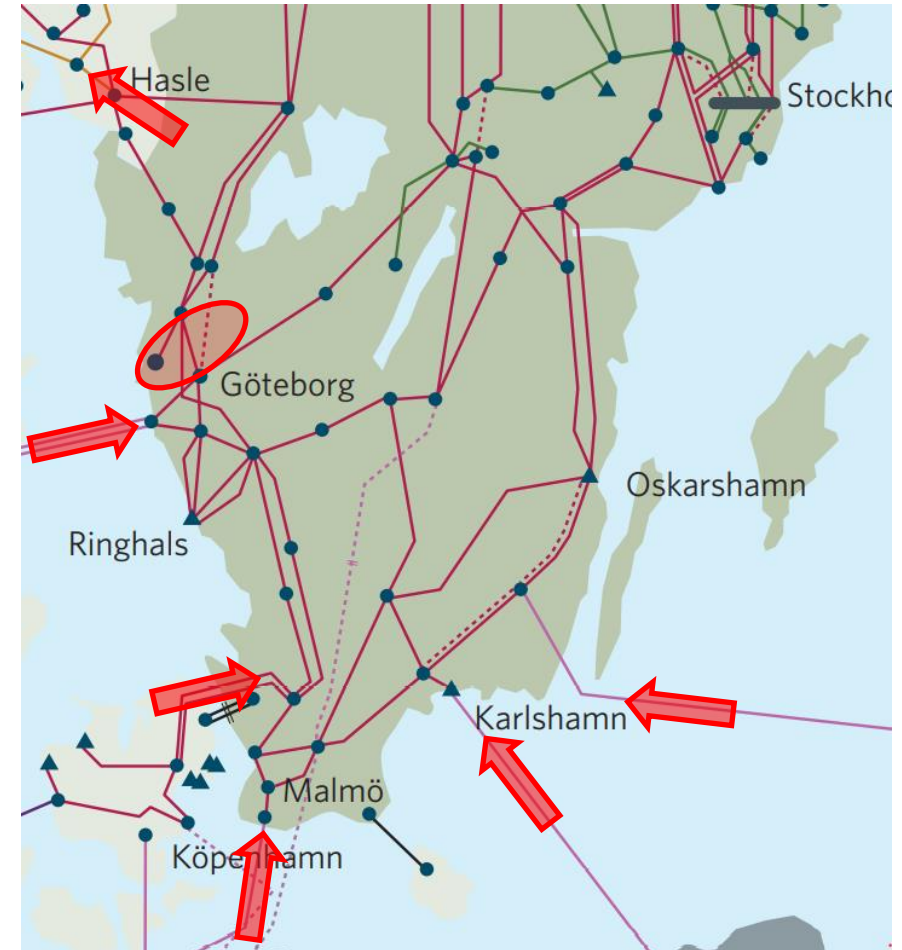 Hasle
Stockho
Göteborg
Oskarshamn
Ringhals
Karlshamn
Malmö
Köpenhamn